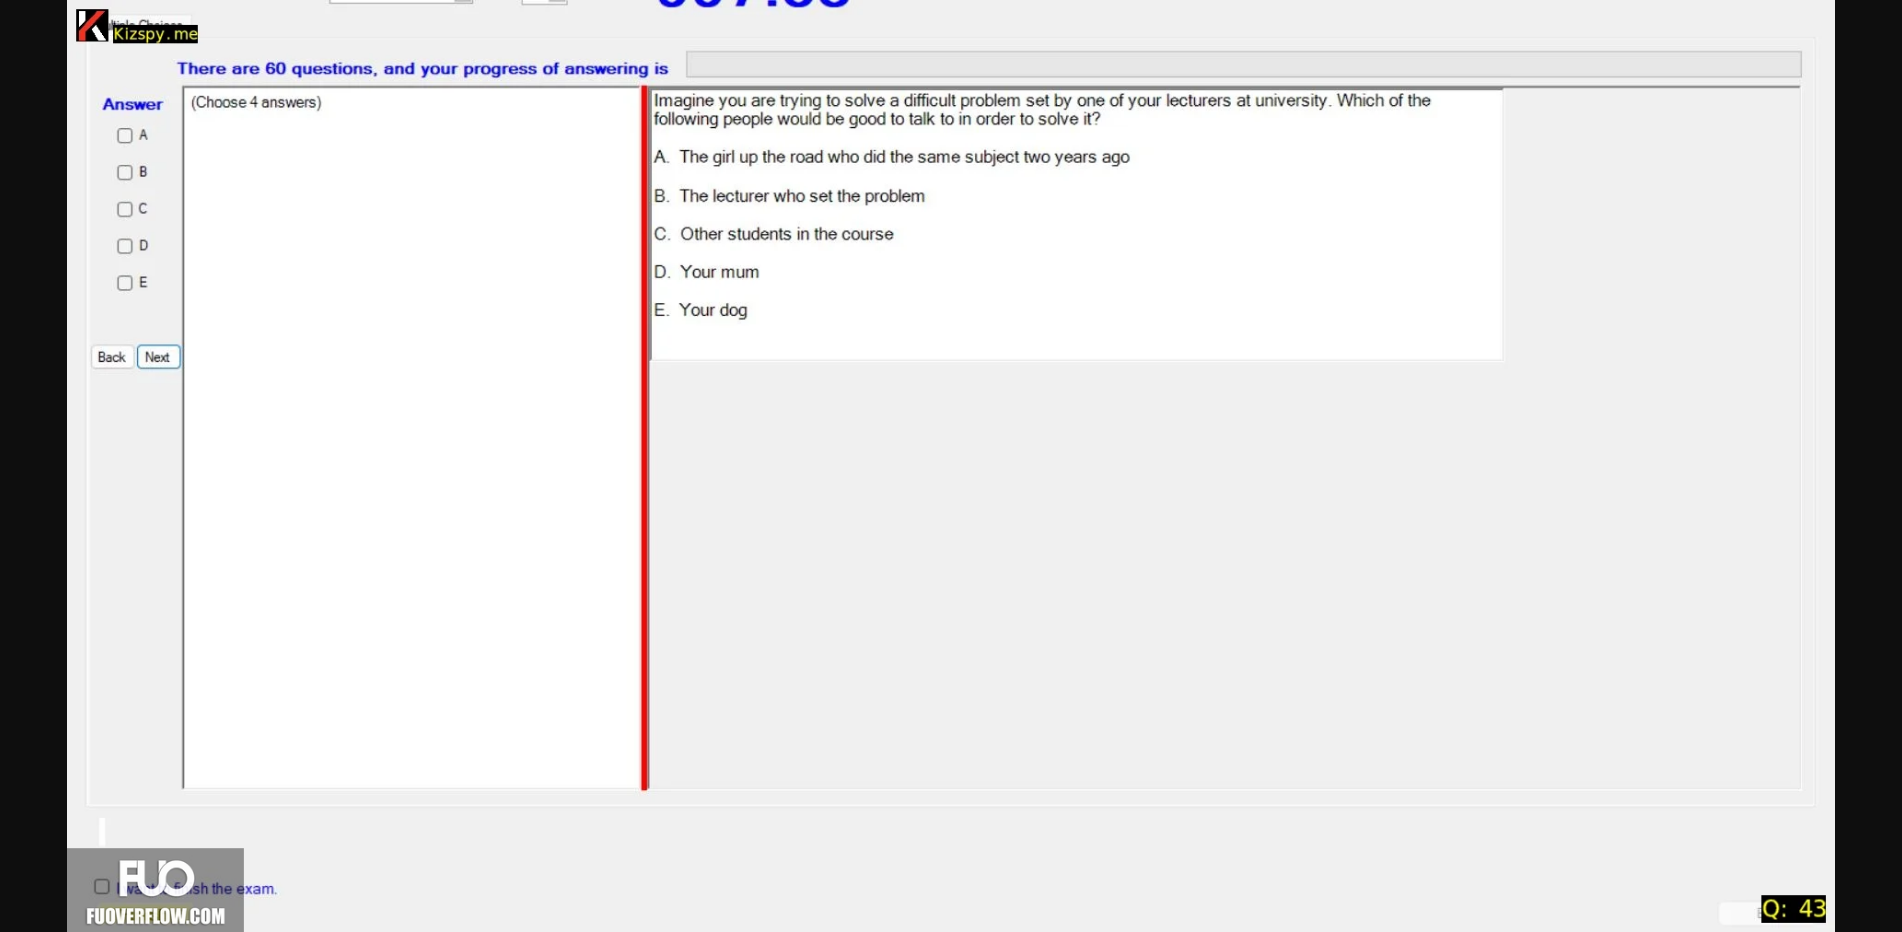 Kizspy.me
There are 60 questions, and your progress of answering is
Answer
(Choose 4 answers)
A
B
C
D
E
Back
Next
Imagine you are trying to solve a difficult problem set by one of your lecturers at university. Which of the
following people would be good to talk to in order to solve it?
A. The girl up the road who did the same subject two years ago
B. The lecturer who set the problem
C. Other students in the course
D. Your mum
E. Your dog
FUO
finish the exam.
FUOVERFLOW.COM
Q: 43